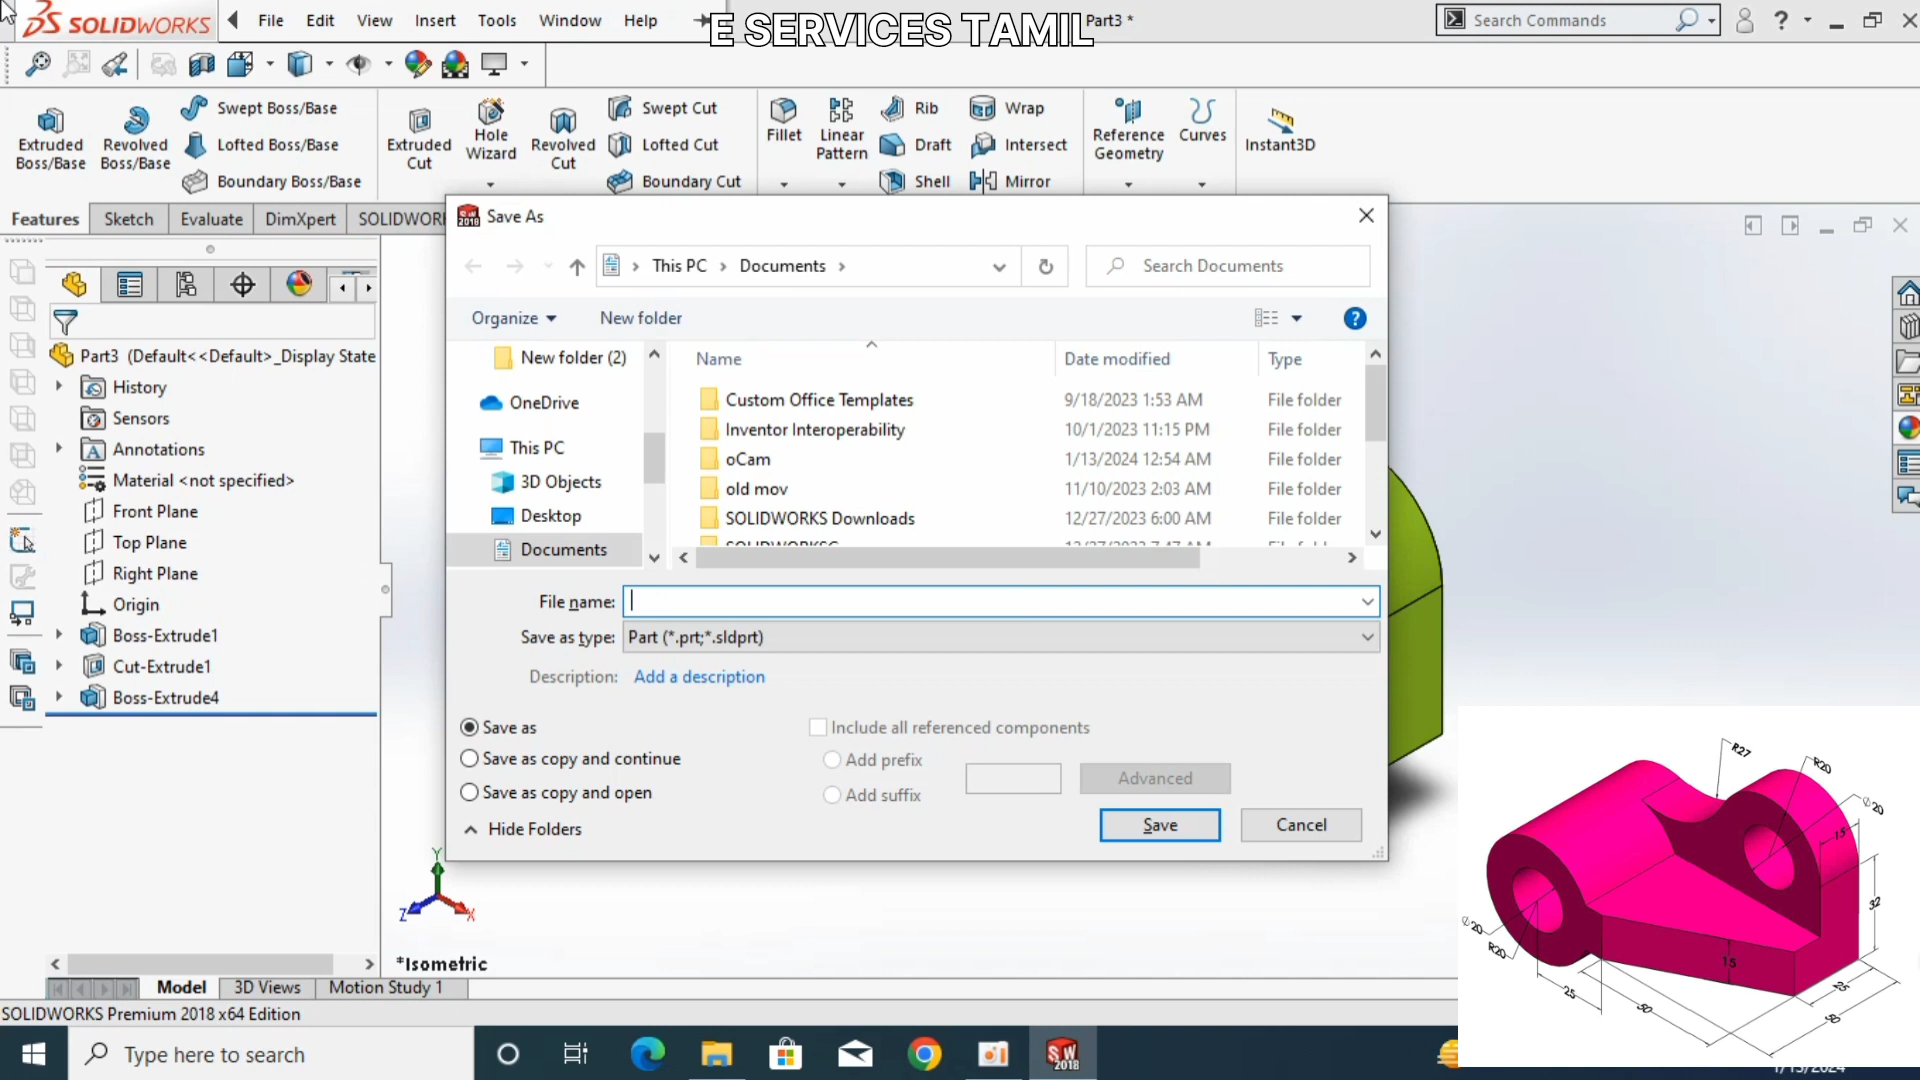 SOLIDWORKS
File Edit View Insert Tools Window Help
E SERVICES TAMIL
Part3 *
Search Commands
Extruded Boss/Base
Revolved Boss/Base
Swept Boss/Base
Lofted Boss/Base
Boundary Boss/Base
Extruded Cut
Hole Wizard
Revolved Cut
Swept Cut
Lofted Cut
Boundary Cut
Fillet
Linear Pattern
Rib
Draft
Shell
Wrap
Intersect
Mirror
Reference Geometry
Curves
Instant3D
Features Sketch Evaluate DimXpert
Part3 (Default<<Default>_Display State
History
Sensors
Annotations
Material <not specified>
Front Plane
Top Plane
Right Plane
Origin
Boss-Extrude1
Cut-Extrude1
Boss-Extrude4
Save As
This PC Documents
Search Documents
Organize New folder
New folder (2)
OneDrive
This PC
3D Objects
Desktop
Documents
Name Date modified Type
Custom Office Templates 9/18/2023 1:53 AM File folder
Inventor Interoperability 10/1/2023 11:15 PM File folder
oCam 1/13/2024 12:54 AM File folder
old mov 11/10/2023 2:03 AM File folder
SOLIDWORKS Downloads 12/27/2023 6:00 AM File folder
File name:
Save as type: Part (*.prt;*.sldprt)
Description: Add a description
Save as
Save as copy and continue
Save as copy and open
Include all referenced components
Add prefix
Add suffix
Advanced
Hide Folders
Save Cancel
Y
Z X
*Isometric
R27
R20
∅20
15
32
∅20
R20
15
25
50
25
50
Model 3D Views Motion Study 1
SOLIDWORKS Premium 2018 x64 Edition
Type here to search
SW 2018